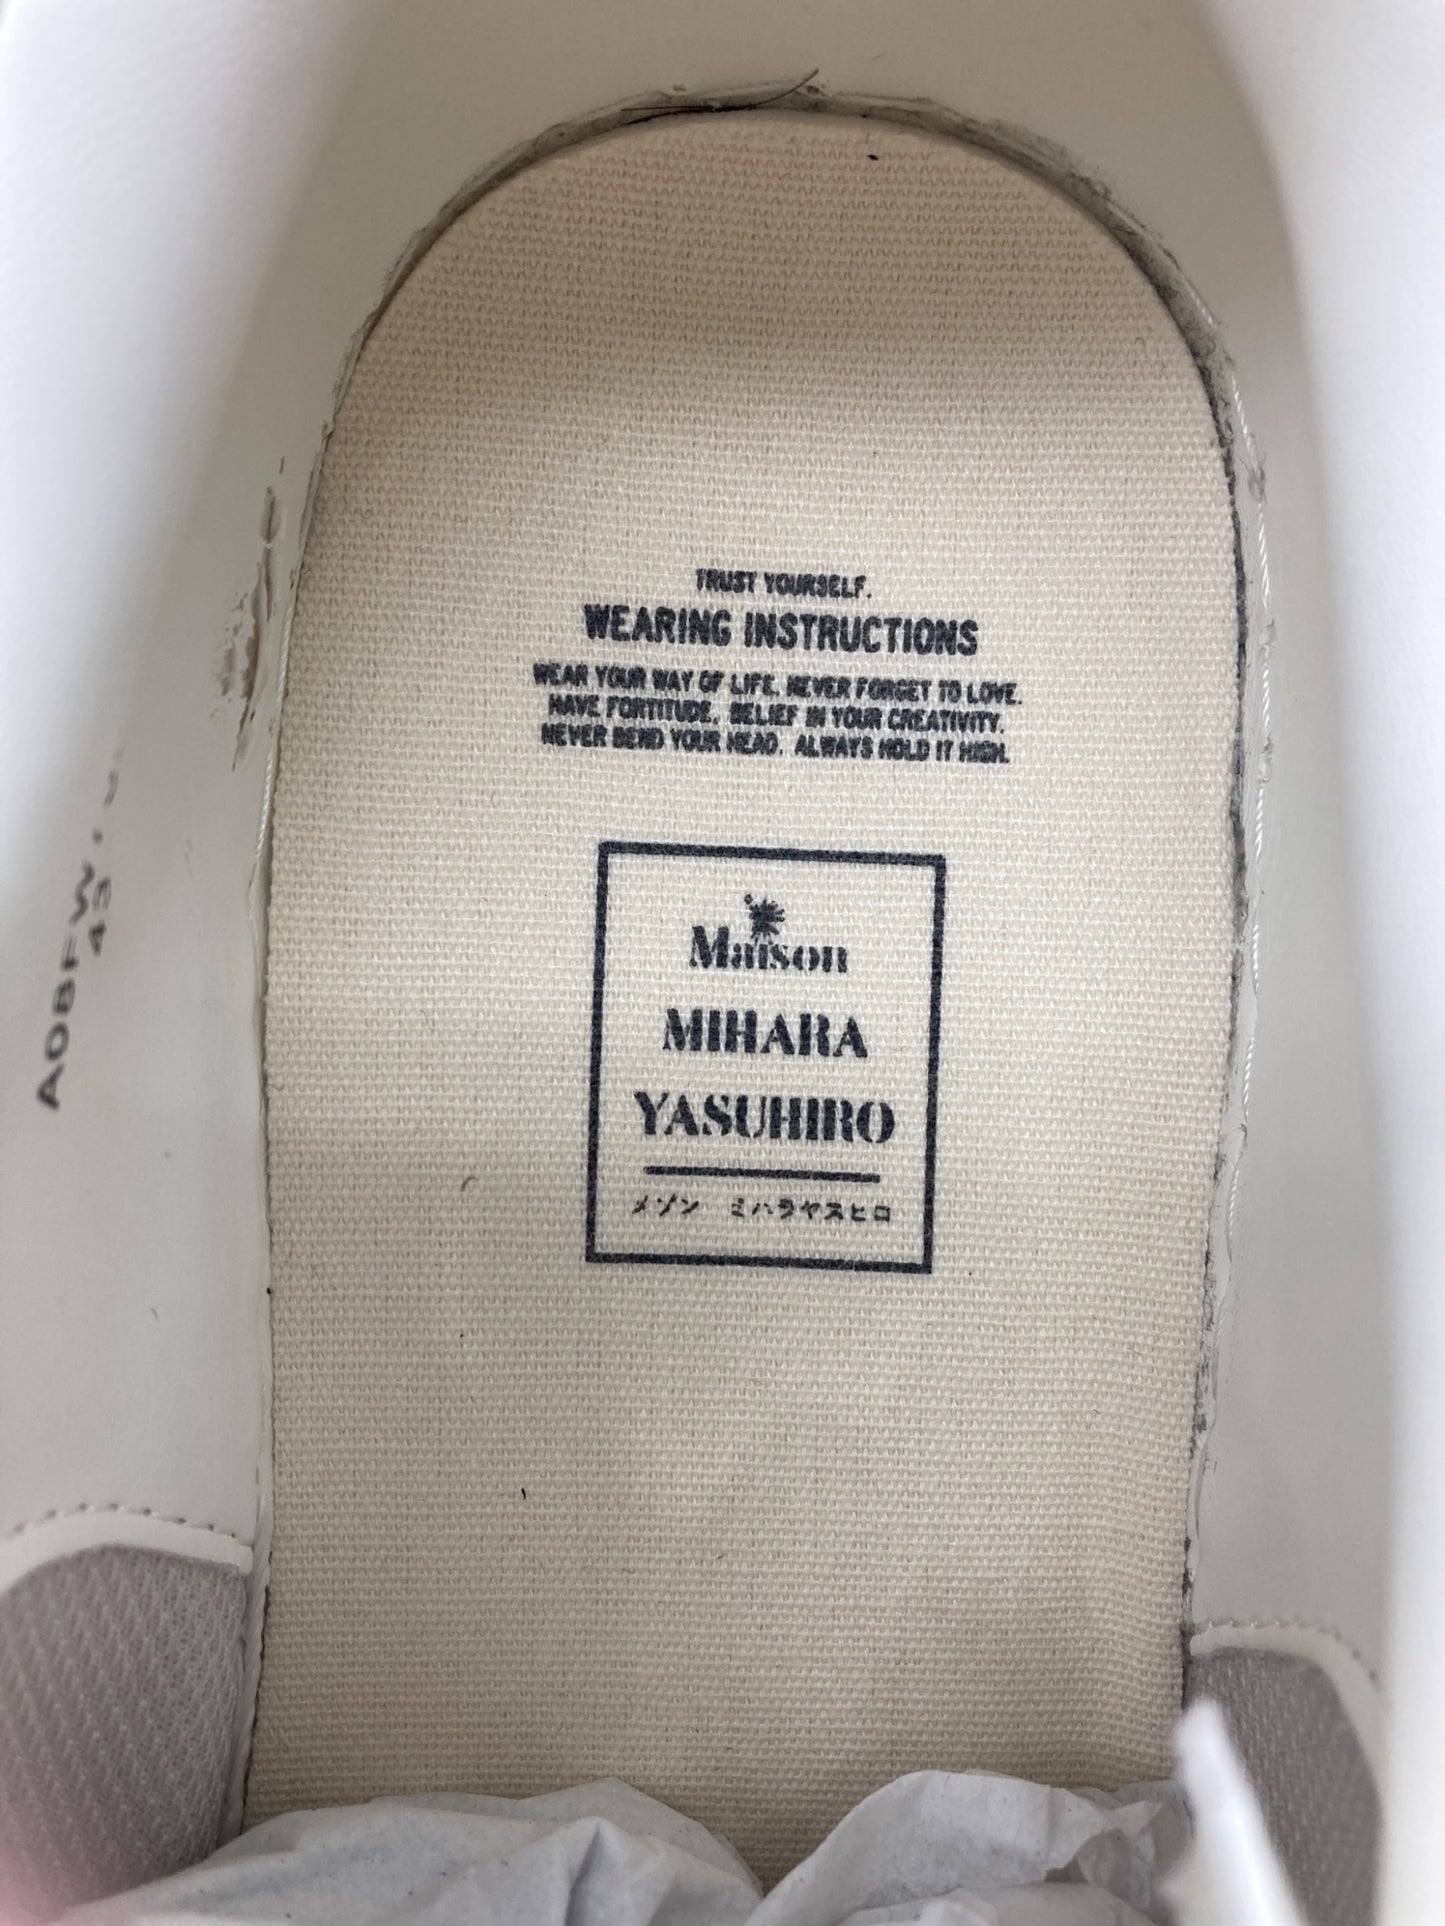 TRUST YOURSELF.
WEARING INSTRUCTIONS
WEAR YOUR WAY OF LIFE. NEVER FORGET TO LOVE.
HAVE FORTITUDE. BELIEF IN YOUR CREATIVITY.
NEVER BEND YOUR HEAD. ALWAYS HOLD IT HIGH.
Maison
MIHARA
YASUHIRO
メゾン ミハラヤスヒロ
A08FW
43